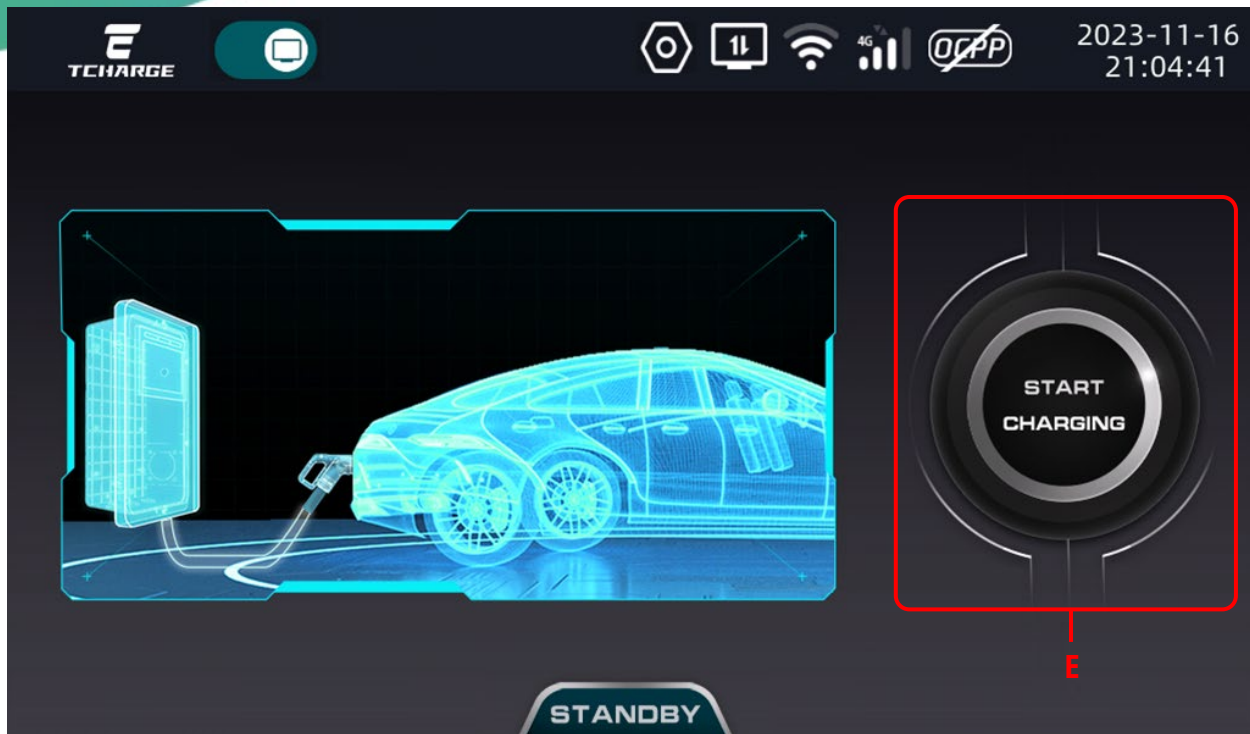 TCHARGE
4G
OCPP
2023-11-16
21:04:41
START
CHARGING
E
STANDBY